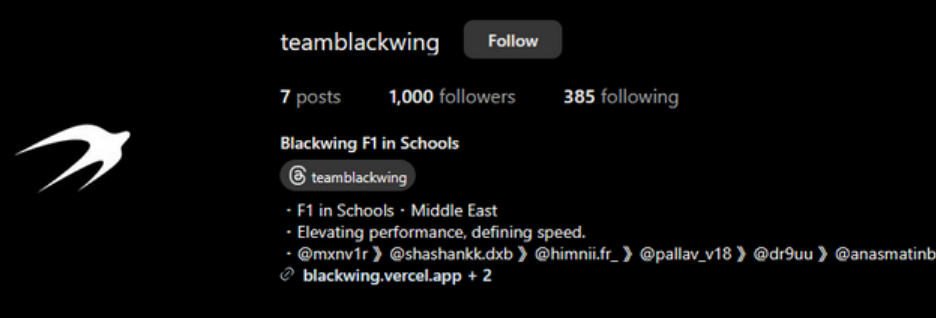 teamblackwing Follow
7 posts 1,000 followers 385 following
Blackwing F1 in Schools
teamblackwing
· F1 in Schools · Middle East
· Elevating performance, defining speed.
· @mxnv1r 》 @shashankk.dxb 》 @himnii.fr_ 》 @pallav_v18 》 @dr9uu 》 @anasmatinb
blackwing.vercel.app + 2